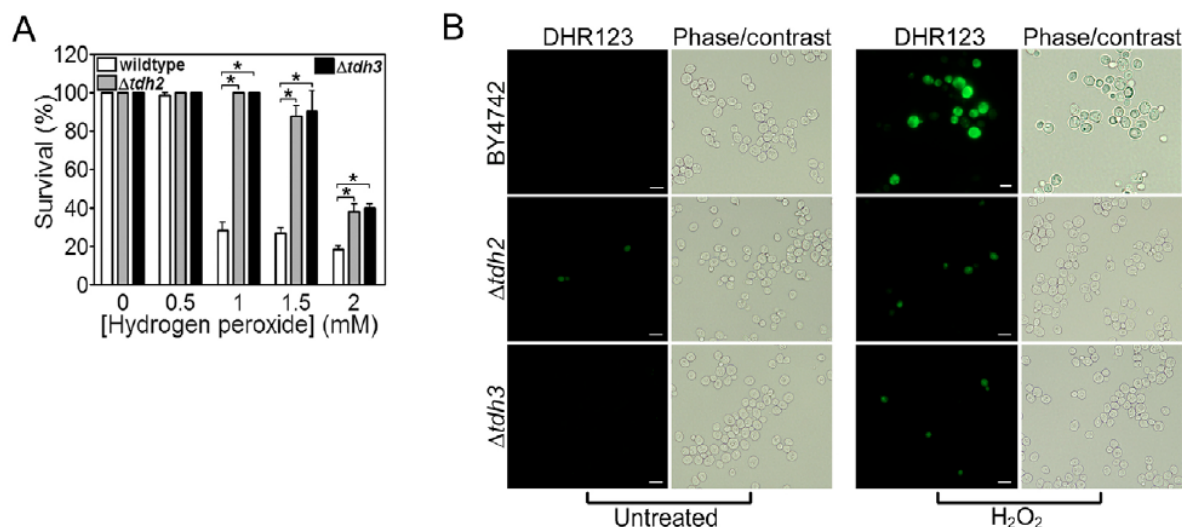 A
B
120
100
80
60
40
20
0
Survival (%)
wildtype
Δtdh2
Δtdh3
* *
* *
* *
0 0.5 1 1.5 2
[Hydrogen peroxide] (mM)
DHR123 Phase/contrast DHR123 Phase/contrast
BY4742
Δtdh2
Δtdh3
Untreated H₂O₂